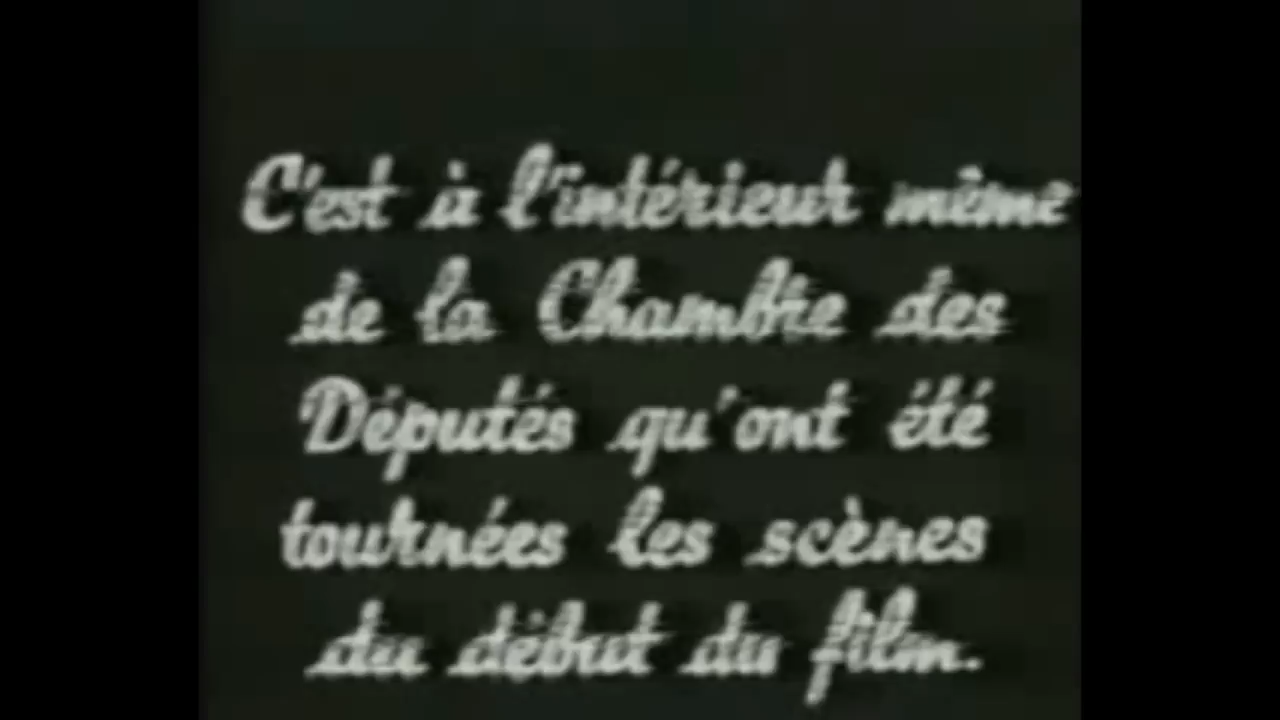 C'est à l'intérieur même
de la Chambre des
Députés qu'ont été
tournées les scènes
du début du film.